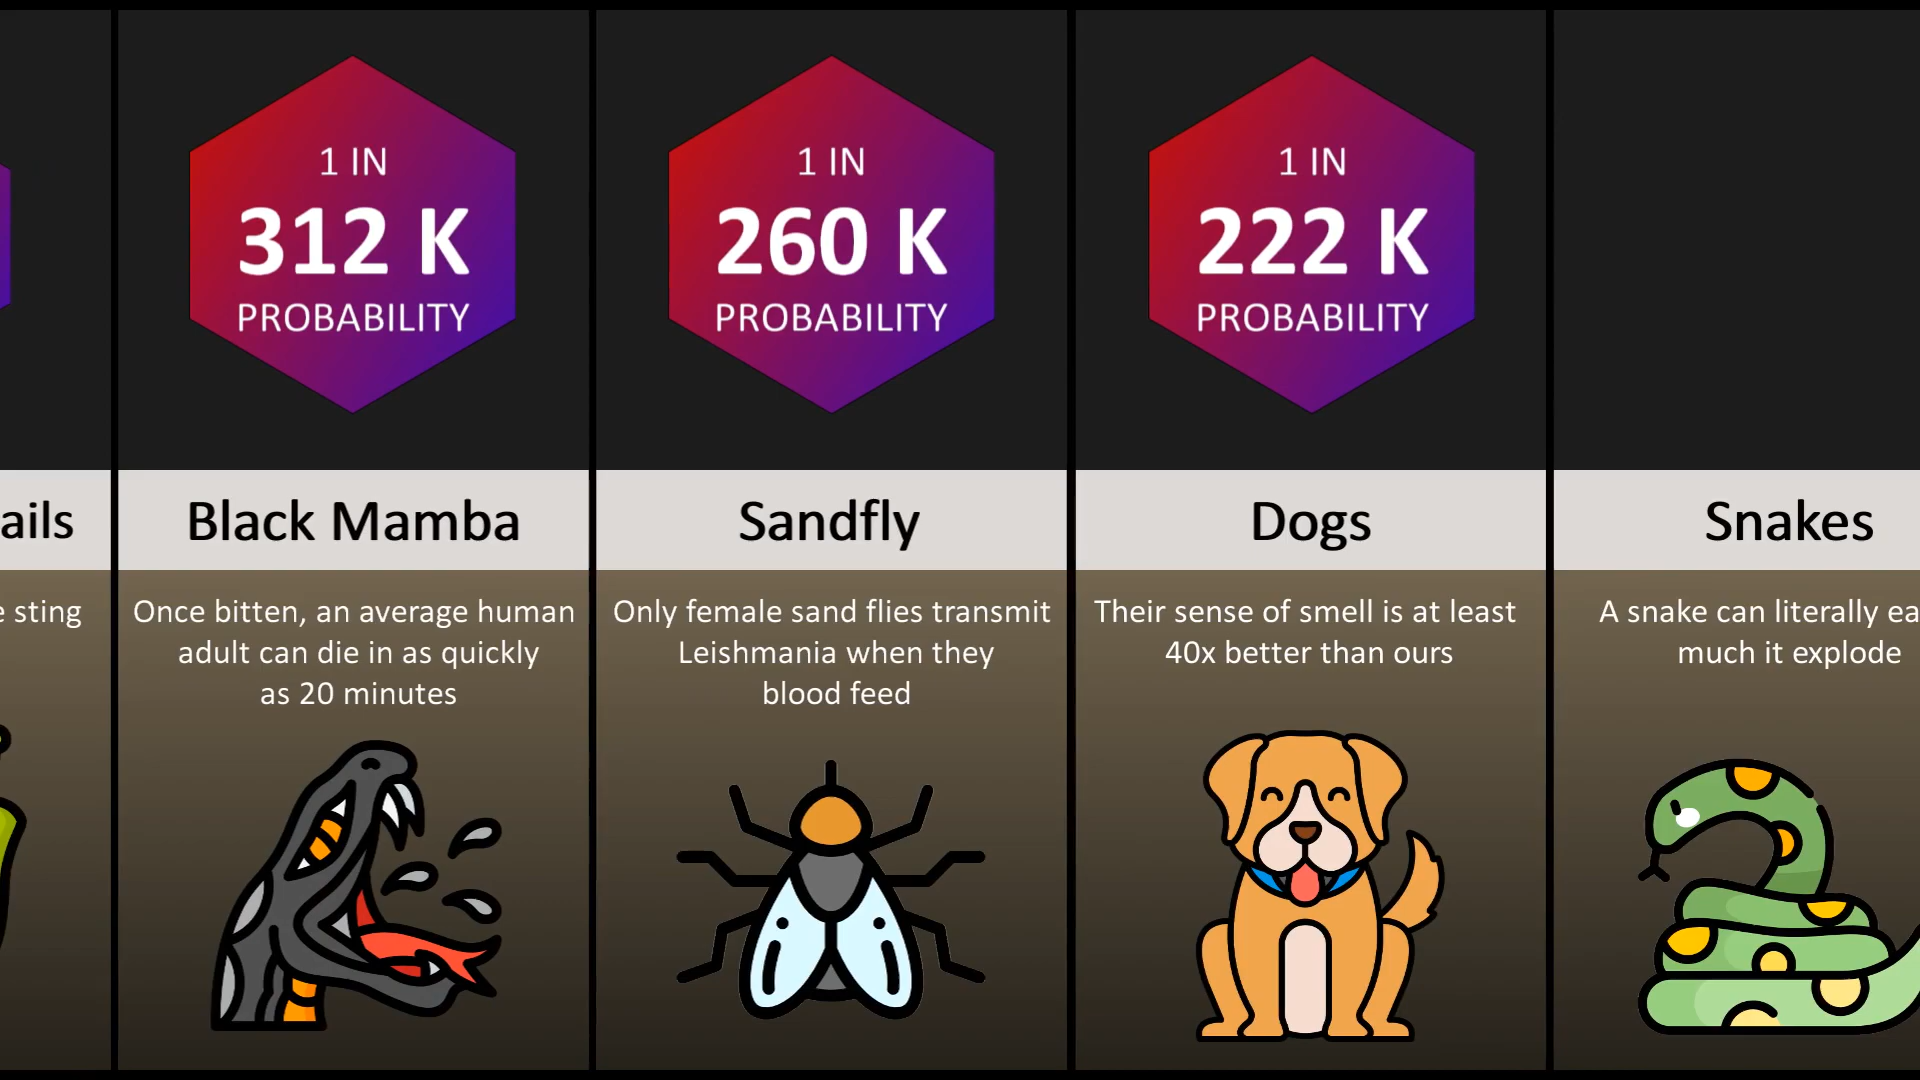 1 IN
312 K
PROBABILITY
1 IN
260 K
PROBABILITY
1 IN
222 K
PROBABILITY
ails
Black Mamba
Sandfly
Dogs
Snakes
sting
Once bitten, an average human
adult can die in as quickly
as 20 minutes
Only female sand flies transmit
Leishmania when they
blood feed
Their sense of smell is at least
40x better than ours
A snake can literally ea
much it explode